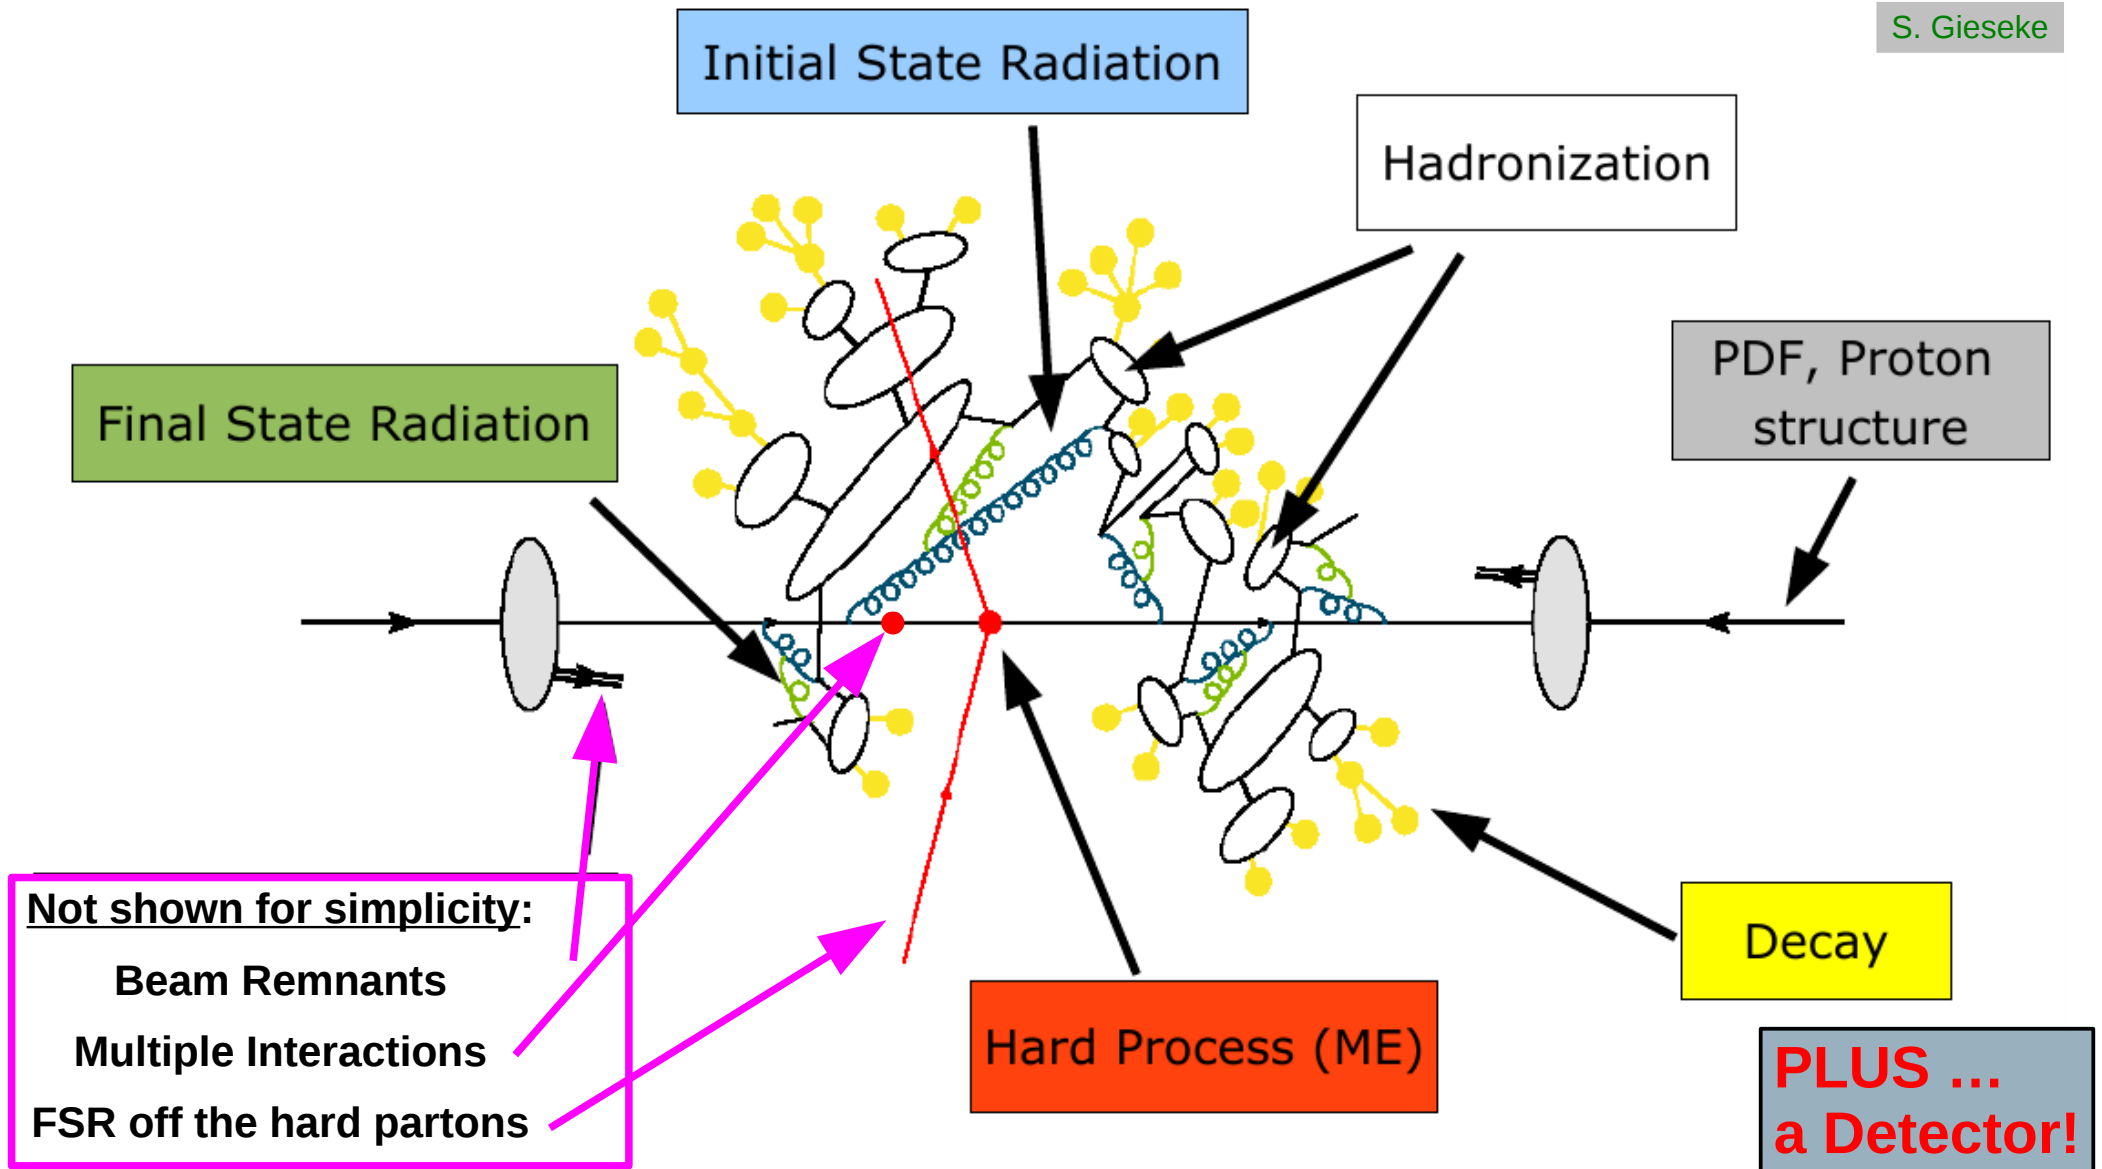 S. Gieseke
Initial State Radiation
Hadronization
PDF, Proton
structure
Final State Radiation
Not shown for simplicity:
Beam Remnants
Multiple Interactions
FSR off the hard partons
Hard Process (ME)
Decay
PLUS …
a Detector!